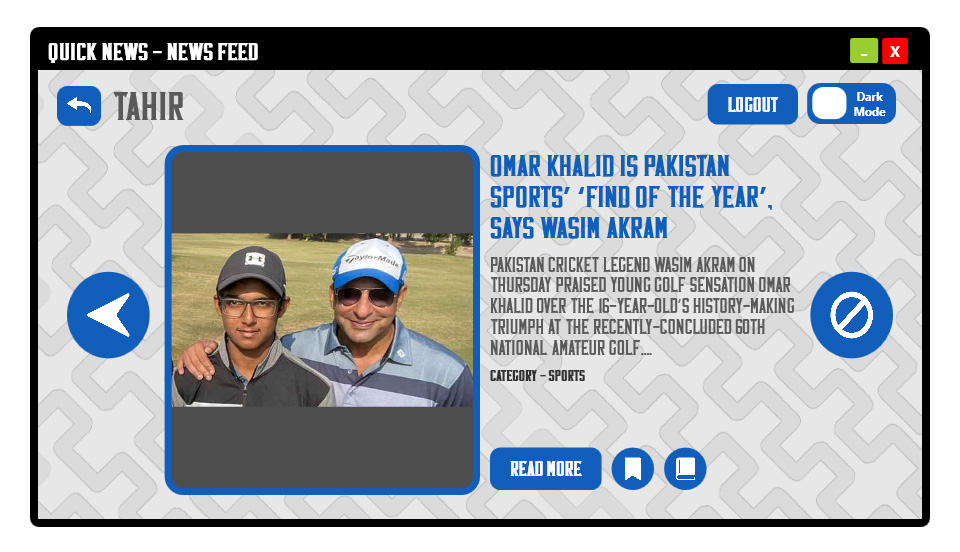 QUICK NEWS - NEWS FEED
_
X
TAHIR
LOGOUT
Dark
Mode
OMAR KHALID IS PAKISTAN
SPORTS' 'FIND OF THE YEAR',
SAYS WASIM AKRAM
TaylorMade
PAKISTAN CRICKET LEGEND WASIM AKRAM ON
THURSDAY PRAISED YOUNG GOLF SENSATION OMAR
KHALID OVER THE 16-YEAR-OLD'S HISTORY-MAKING
TRIUMPH AT THE RECENTLY-CONCLUDED 60TH
NATIONAL AMATEUR GOLF....
CATEGORY - SPORTS
READ MORE